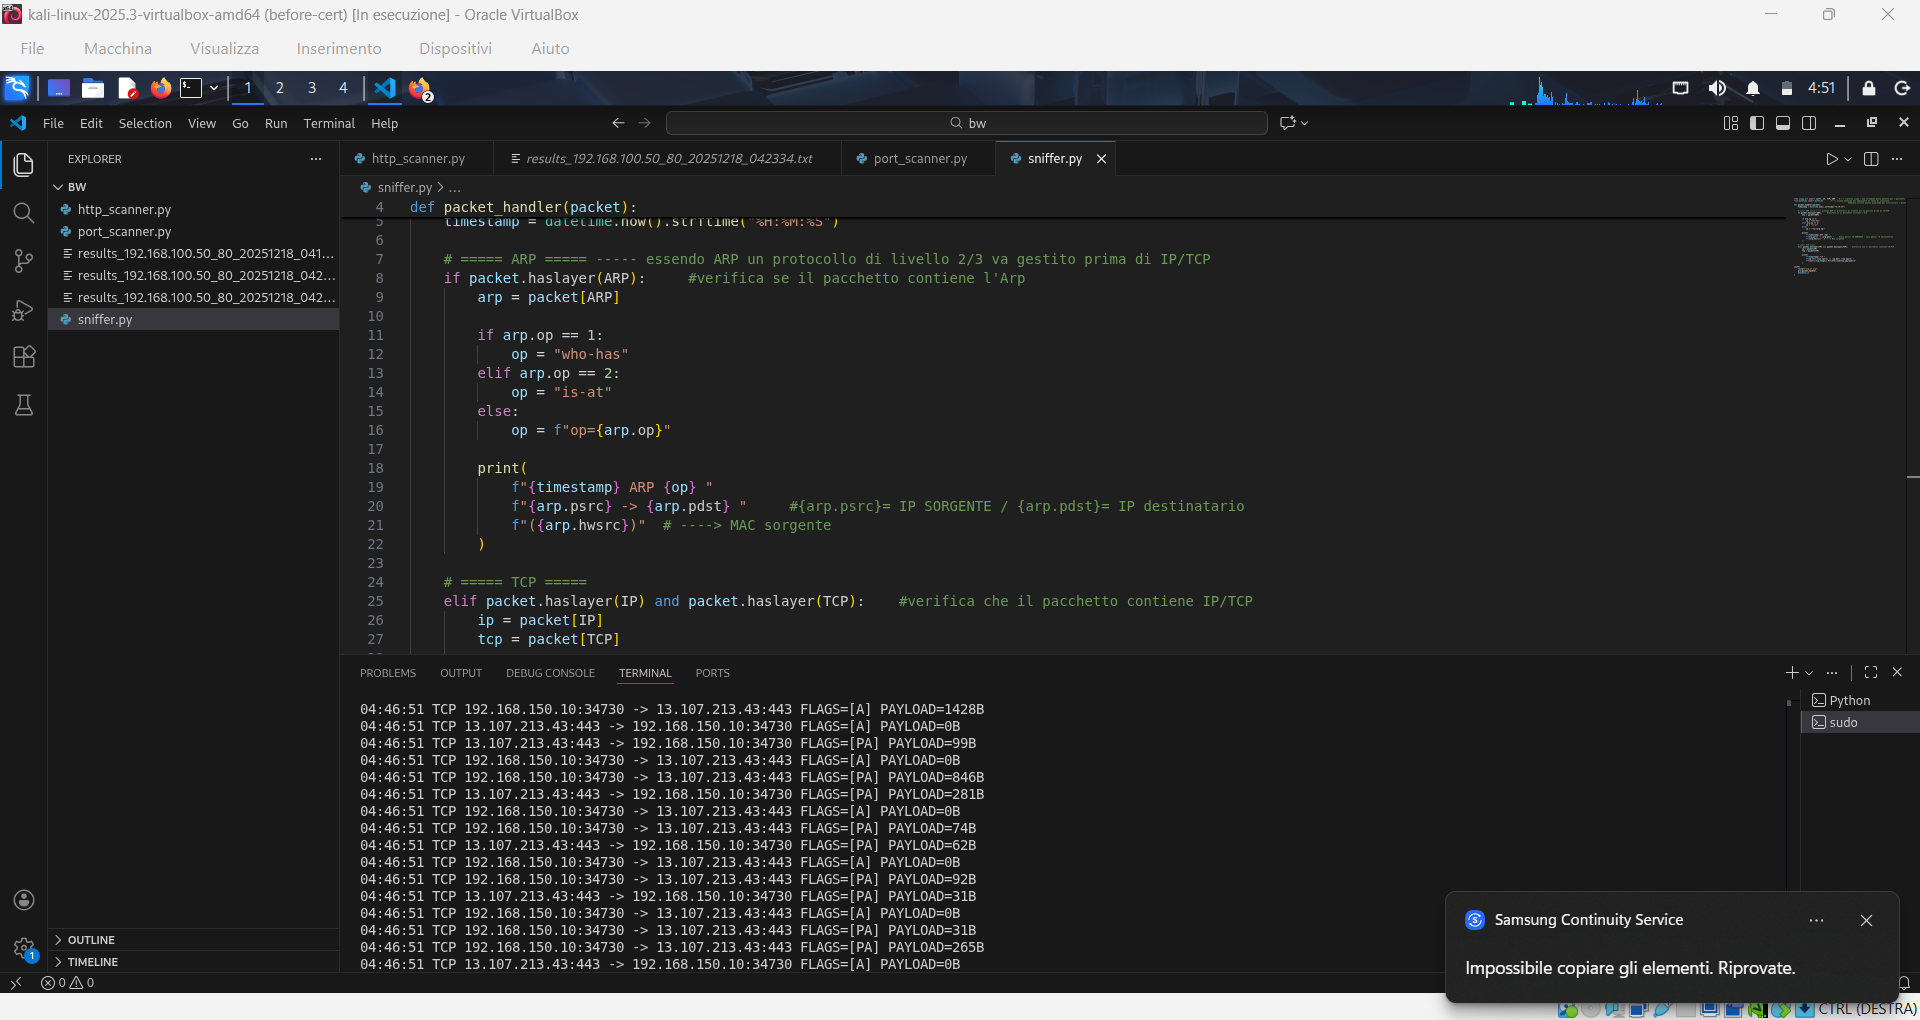 kali-linux-2025.3-virtualbox-amd64 (before-cert) [In esecuzione] - Oracle VirtualBox
File Macchina Visualizza Inserimento Dispositivi Aiuto
1 2 3 4 2 4:51
File Edit Selection View Go Run Terminal Help bw
EXPLORER
http_scanner.py results_192.168.100.50_80_20251218_042334.txt port_scanner.py sniffer.py
BW
http_scanner.py
port_scanner.py
results_192.168.100.50_80_20251218_041...
results_192.168.100.50_80_20251218_042...
results_192.168.100.50_80_20251218_042...
sniffer.py
OUTLINE
TIMELINE
1
sniffer.py > ...
4 def packet_handler(packet):
5 timestamp = datetime.now().strftime("%H:%M:%S")
6
7 # ===== ARP ===== ----- essendo ARP un protocollo di livello 2/3 va gestito prima di IP/TCP
8 if packet.haslayer(ARP): #verifica se il pacchetto contiene l'Arp
9 arp = packet[ARP]
10
11 if arp.op == 1:
12 op = "who-has"
13 elif arp.op == 2:
14 op = "is-at"
15 else:
16 op = f"op={arp.op}"
17
18 print(
19 f"{timestamp} ARP {op} "
20 f"{arp.psrc} -> {arp.pdst} " #{arp.psrc}= IP SORGENTE / {arp.pdst}= IP destinatario
21 f"({arp.hwsrc})" # ----> MAC sorgente
22 )
23
24 # ===== TCP =====
25 elif packet.haslayer(IP) and packet.haslayer(TCP): #verifica che il pacchetto contiene IP/TCP
26 ip = packet[IP]
27 tcp = packet[TCP]
PROBLEMS OUTPUT DEBUG CONSOLE TERMINAL PORTS
04:46:51 TCP 192.168.150.10:34730 -> 13.107.213.43:443 FLAGS=[A] PAYLOAD=1428B
04:46:51 TCP 13.107.213.43:443 -> 192.168.150.10:34730 FLAGS=[A] PAYLOAD=0B
04:46:51 TCP 13.107.213.43:443 -> 192.168.150.10:34730 FLAGS=[PA] PAYLOAD=99B
04:46:51 TCP 192.168.150.10:34730 -> 13.107.213.43:443 FLAGS=[A] PAYLOAD=0B
04:46:51 TCP 192.168.150.10:34730 -> 13.107.213.43:443 FLAGS=[PA] PAYLOAD=846B
04:46:51 TCP 13.107.213.43:443 -> 192.168.150.10:34730 FLAGS=[PA] PAYLOAD=281B
04:46:51 TCP 192.168.150.10:34730 -> 13.107.213.43:443 FLAGS=[A] PAYLOAD=0B
04:46:51 TCP 192.168.150.10:34730 -> 13.107.213.43:443 FLAGS=[PA] PAYLOAD=74B
04:46:51 TCP 13.107.213.43:443 -> 192.168.150.10:34730 FLAGS=[PA] PAYLOAD=62B
04:46:51 TCP 192.168.150.10:34730 -> 13.107.213.43:443 FLAGS=[A] PAYLOAD=0B
04:46:51 TCP 192.168.150.10:34730 -> 13.107.213.43:443 FLAGS=[PA] PAYLOAD=92B
04:46:51 TCP 13.107.213.43:443 -> 192.168.150.10:34730 FLAGS=[PA] PAYLOAD=31B
04:46:51 TCP 192.168.150.10:34730 -> 13.107.213.43:443 FLAGS=[A] PAYLOAD=0B
04:46:51 TCP 192.168.150.10:34730 -> 13.107.213.43:443 FLAGS=[PA] PAYLOAD=31B
04:46:51 TCP 192.168.150.10:34730 -> 13.107.213.43:443 FLAGS=[PA] PAYLOAD=265B
04:46:51 TCP 13.107.213.43:443 -> 192.168.150.10:34730 FLAGS=[A] PAYLOAD=0B
Python
sudo
Samsung Continuity Service
Impossibile copiare gli elementi. Riprovate.
0 0
CTRL (DESTRA)